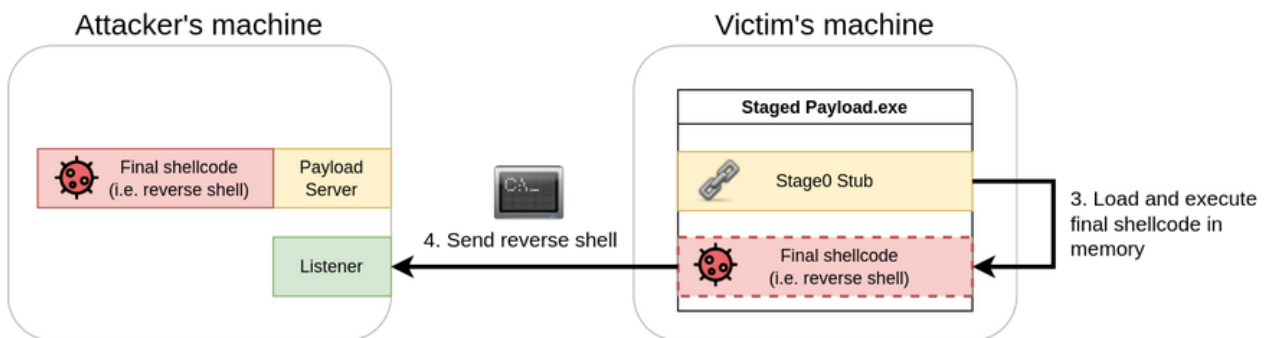 Attacker's machine
Victim's machine
Staged Payload.exe
Final shellcode
(i.e. reverse shell)
Payload
Server
C:\_
Stage0 Stub
3. Load and execute
final shellcode in
memory
4. Send reverse shell
Listener
Final shellcode
(i.e. reverse shell)